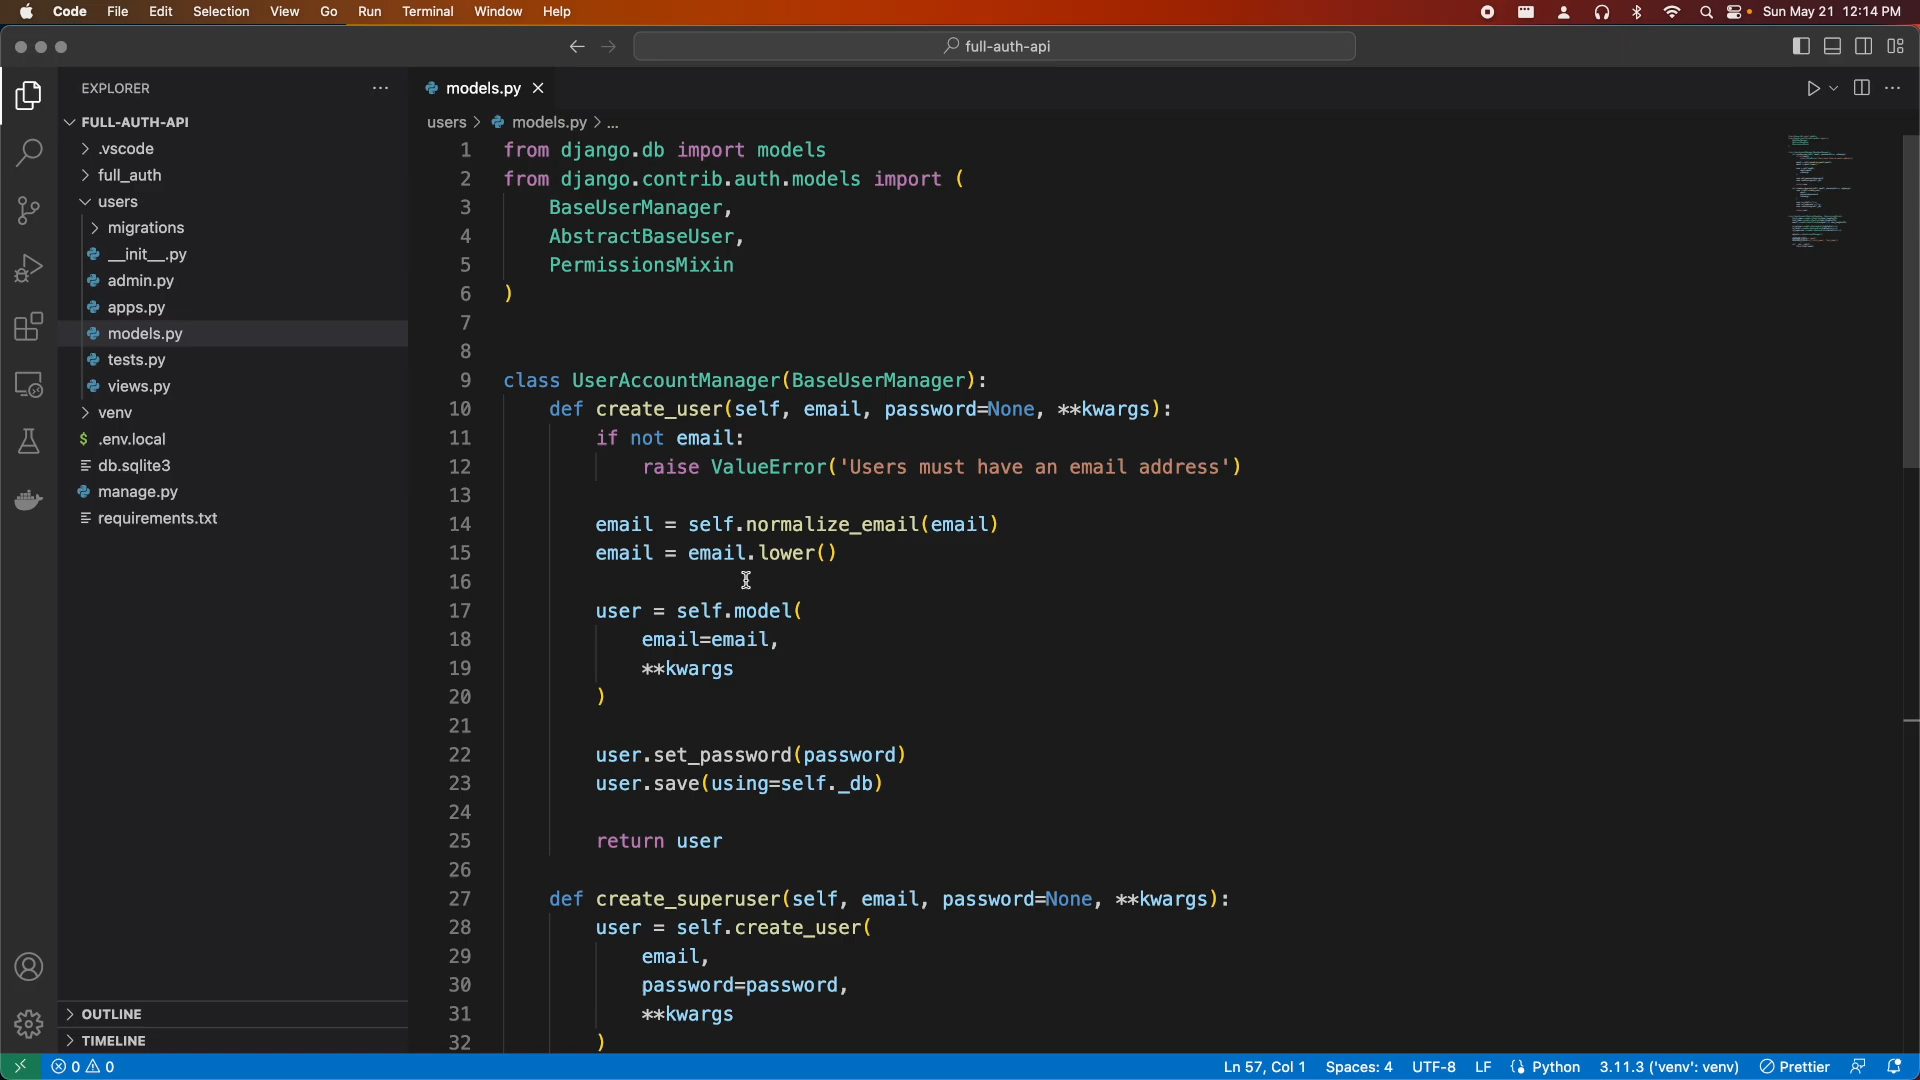 Code File Edit Selection View Go Run Terminal Window Help Sun May 21 12:14 PM
full-auth-api
EXPLORER
FULL-AUTH-API
.vscode
full_auth
users
migrations
__init__.py
admin.py
apps.py
models.py
tests.py
views.py
venv
$ .env.local
db.sqlite3
manage.py
requirements.txt
OUTLINE
TIMELINE
models.py
users > models.py > ...
1 from django.db import models
2 from django.contrib.auth.models import (
3 BaseUserManager,
4 AbstractBaseUser,
5 PermissionsMixin
6 )
7
8
9 class UserAccountManager(BaseUserManager):
10 def create_user(self, email, password=None, **kwargs):
11 if not email:
12 raise ValueError('Users must have an email address')
13
14 email = self.normalize_email(email)
15 email = email.lower()
16
17 user = self.model(
18 email=email,
19 **kwargs
20 )
21
22 user.set_password(password)
23 user.save(using=self._db)
24
25 return user
26
27 def create_superuser(self, email, password=None, **kwargs):
28 user = self.create_user(
29 email,
30 password=password,
31 **kwargs
32 )
0 0 Ln 57, Col 1 Spaces: 4 UTF-8 LF Python 3.11.3 ('venv': venv) Prettier